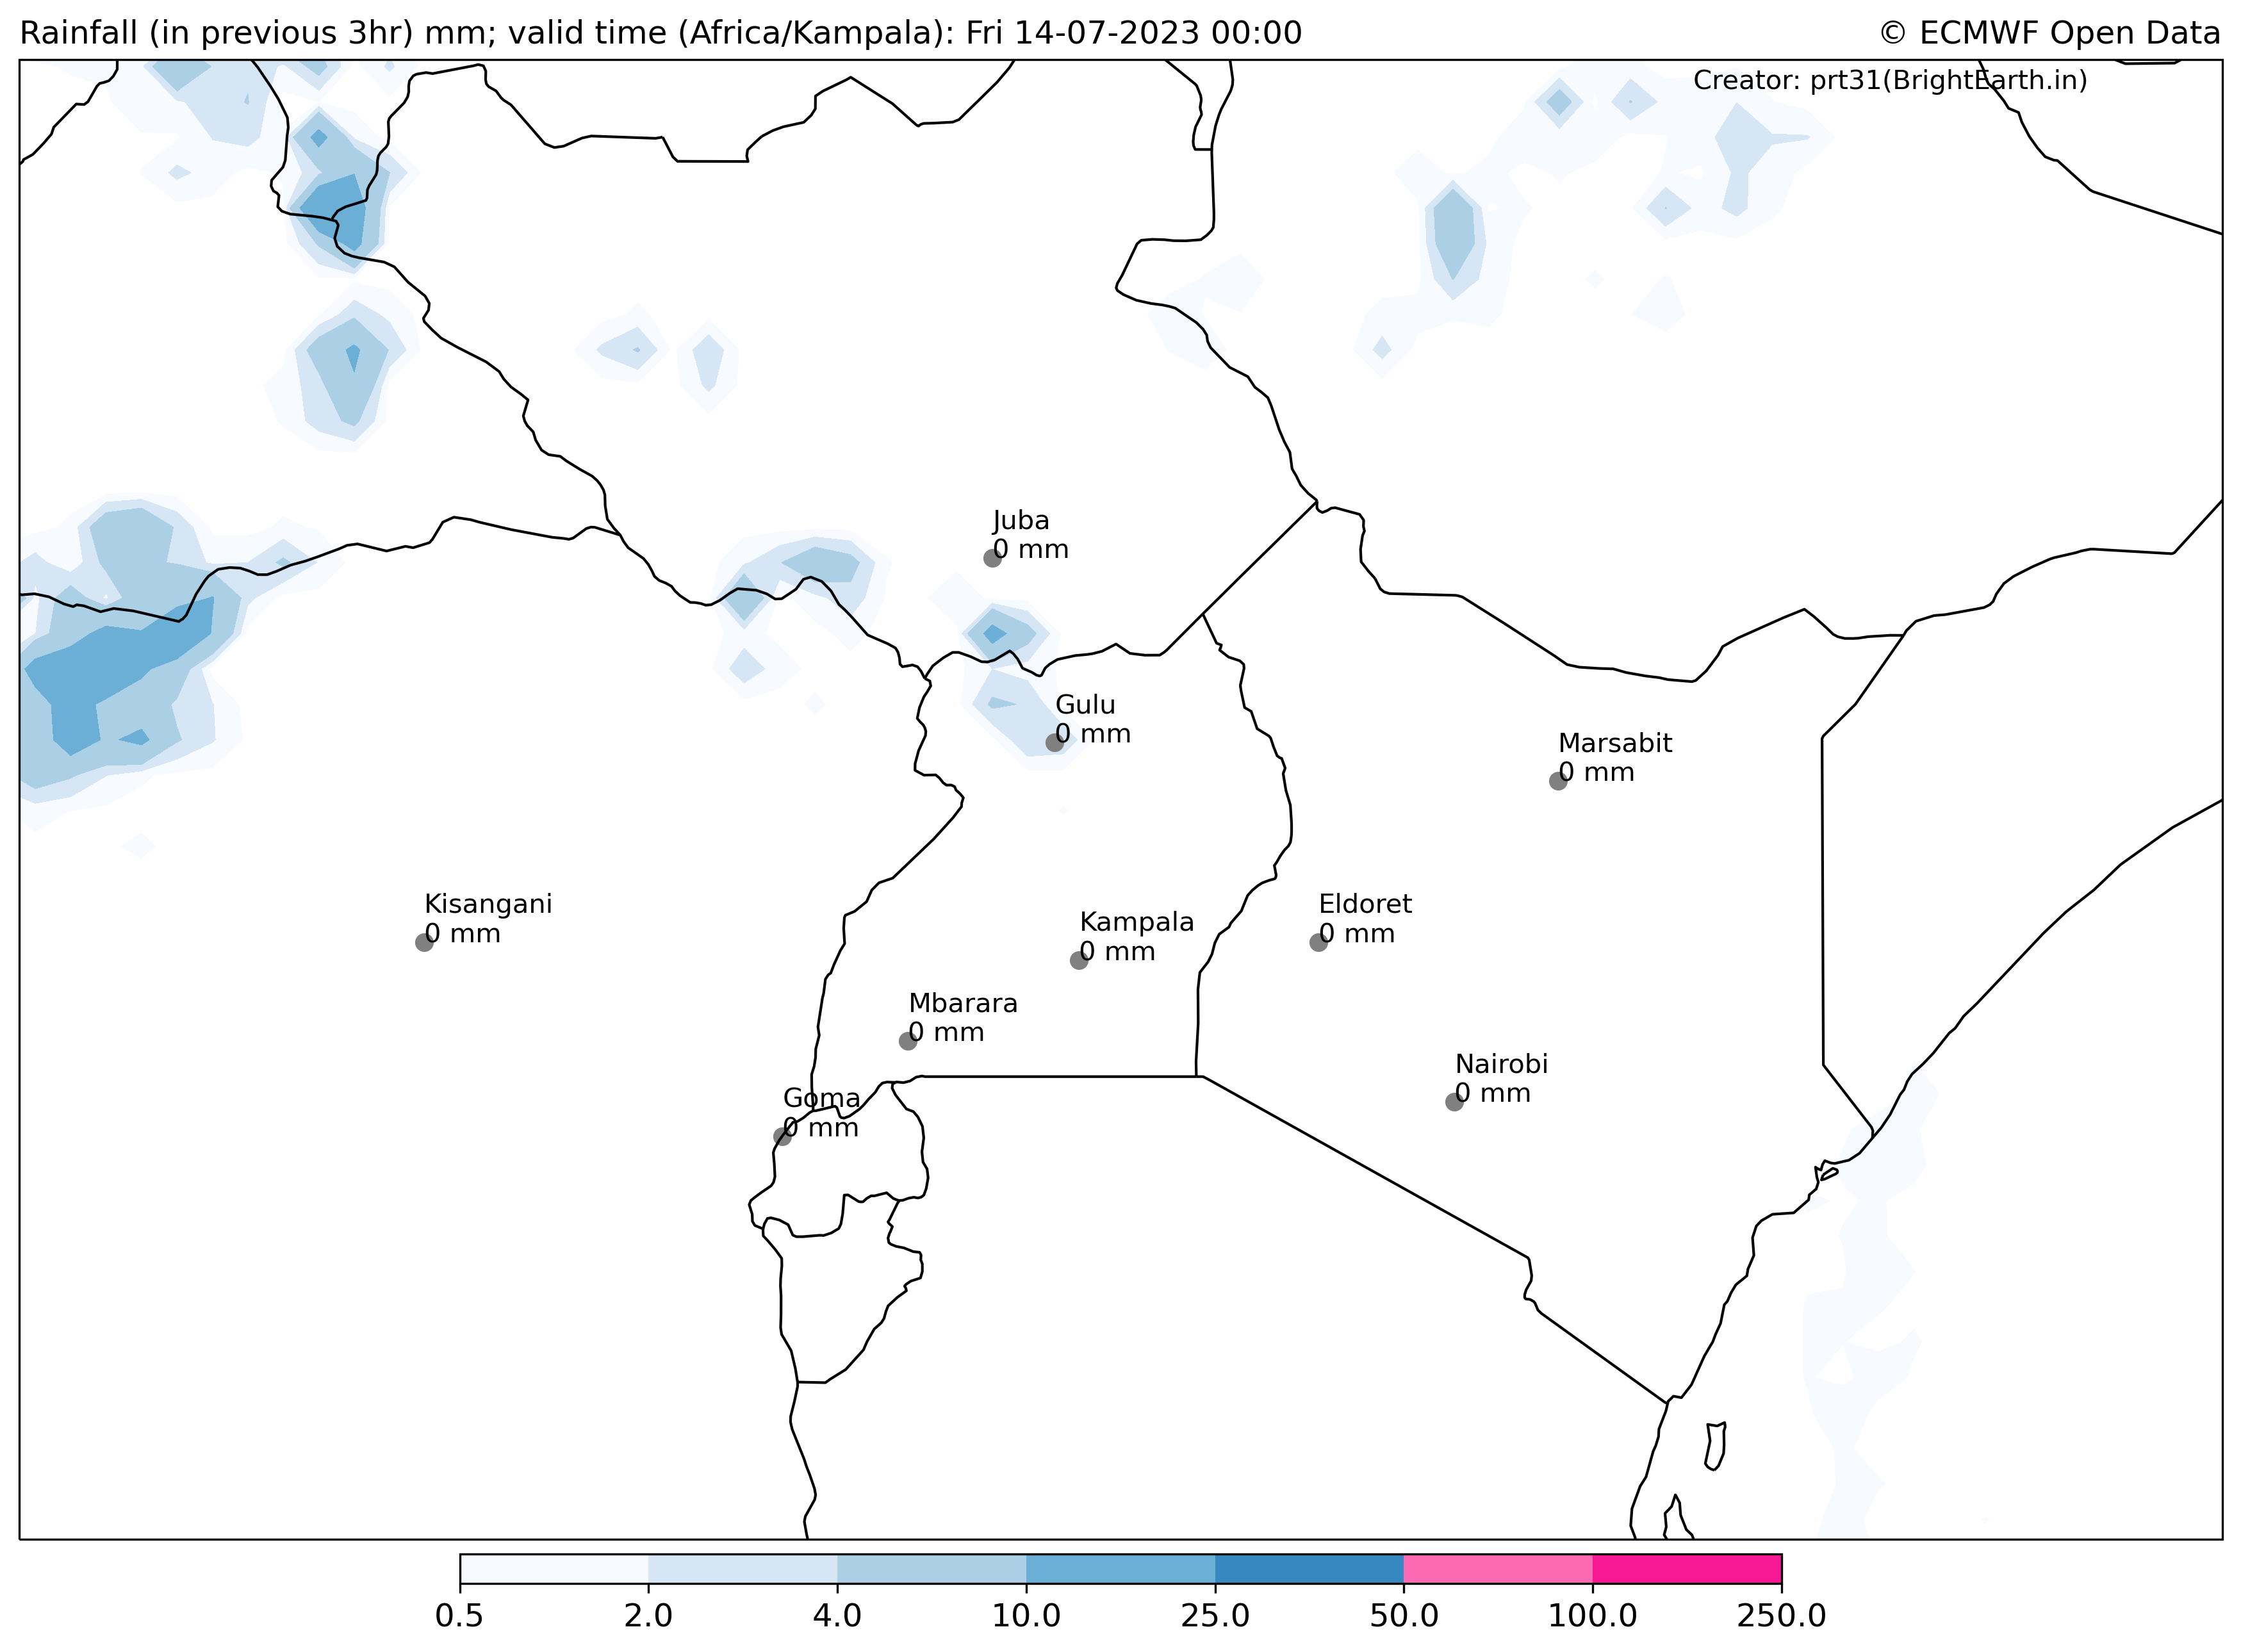 Rainfall (in previous 3hr) mm; valid time (Africa/Kampala): Fri 14-07-2023 00:00
© ECMWF Open Data
Creator: prt31(BrightEarth.in)
Juba
0 mm
Gulu
0 mm
Marsabit
0 mm
Kisangani
0 mm
Kampala
0 mm
Eldoret
0 mm
Mbarara
0 mm
Nairobi
0 mm
Goma
0 mm
0.5 2.0 4.0 10.0 25.0 50.0 100.0 250.0